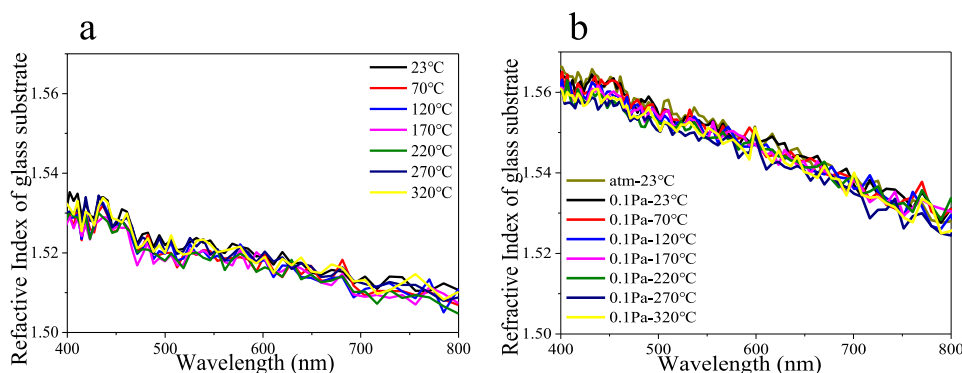 a
Refactive Index of glass substrate
1.56
1.54
1.52
1.50
400
500
600
700
800
Wavelength (nm)
23°C
70°C
120°C
170°C
220°C
270°C
320°C
b
Refractive Index of glass substrate
1.56
1.54
1.52
1.50
400
500
600
700
800
Wavelength (nm)
atm-23°C
0.1Pa-23°C
0.1Pa-70°C
0.1Pa-120°C
0.1Pa-170°C
0.1Pa-220°C
0.1Pa-270°C
0.1Pa-320°C